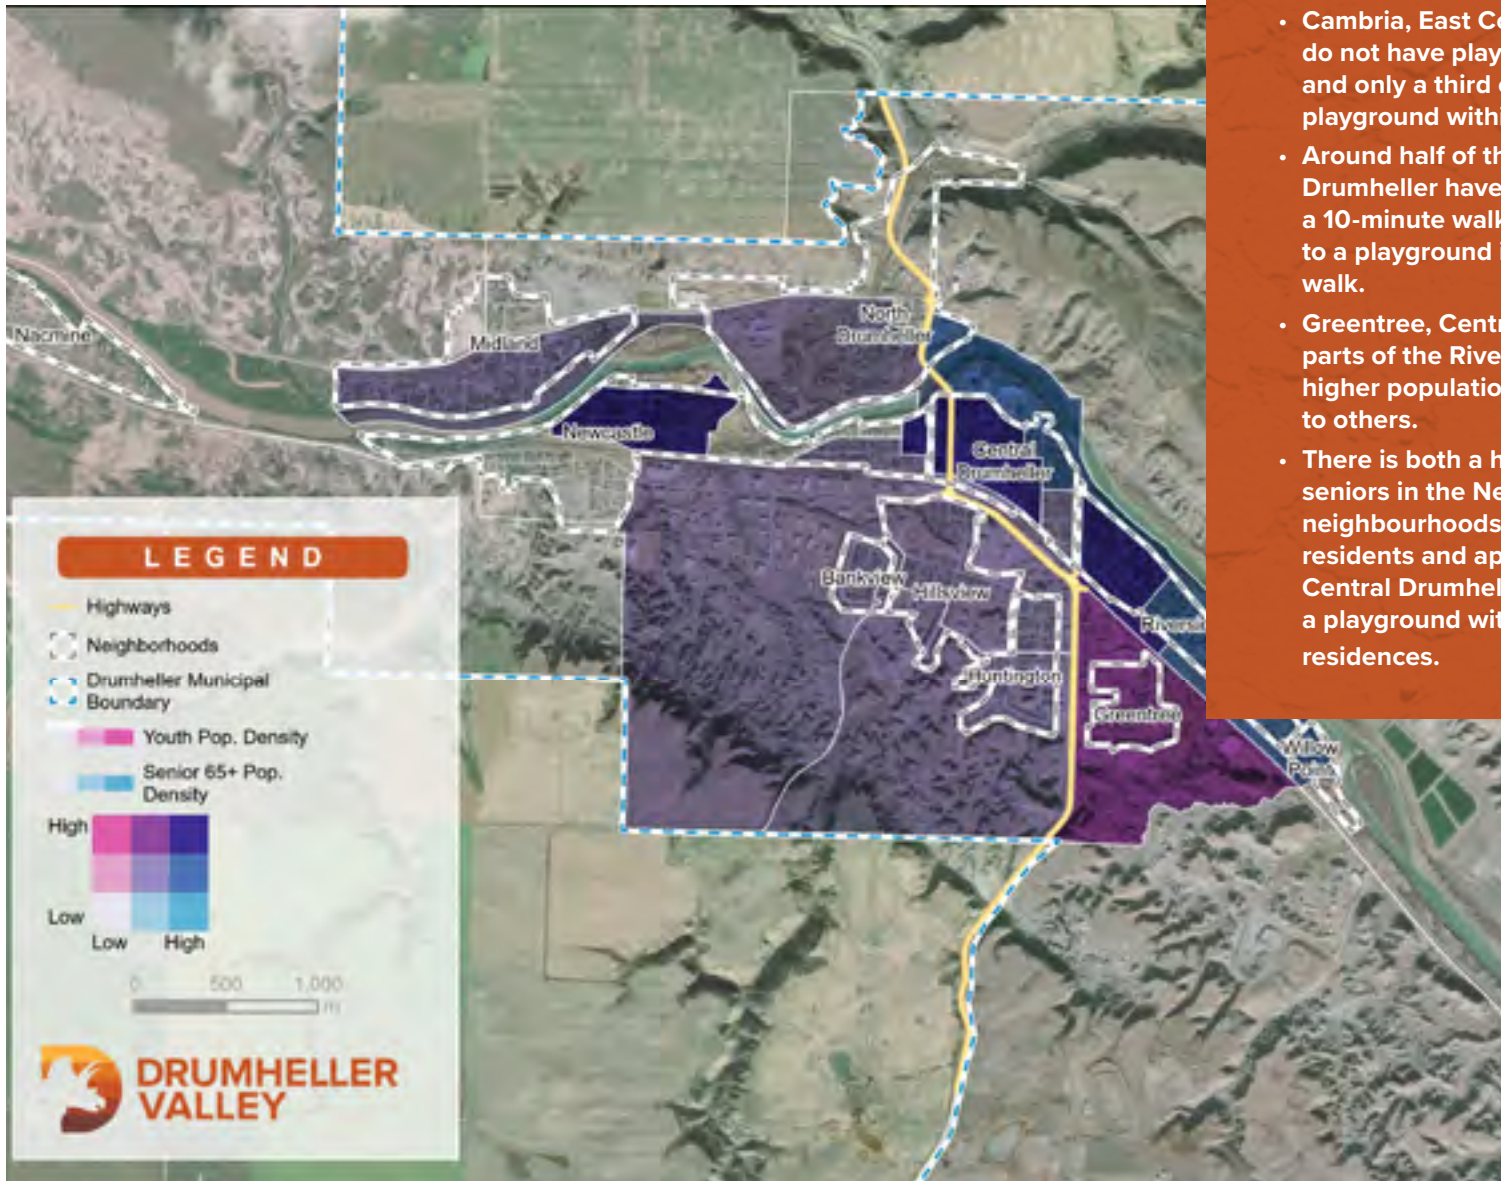 Nacmine
Midland
North
Drumheller
Newcastle
Central
Drumheller
Bankview
Hillsview
Huntington
Greentree
Willow
Point
LEGEND
Highways
Neighborhoods
Drumheller Municipal
Boundary
Youth Pop. Density
Senior 65+ Pop.
Density
High
Low
Low High
0 500 1,000
m
DRUMHELLER
VALLEY
• Cambria, East C
do not have play
and only a third
playground with
• Around half of th
Drumheller have
a 10-minute walk
to a playground
walk.
• Greentree, Centr
parts of the Rive
higher populatio
to others.
• There is both a h
seniors in the Ne
neighbourhoods
residents and ap
Central Drumhel
a playground wit
residences.